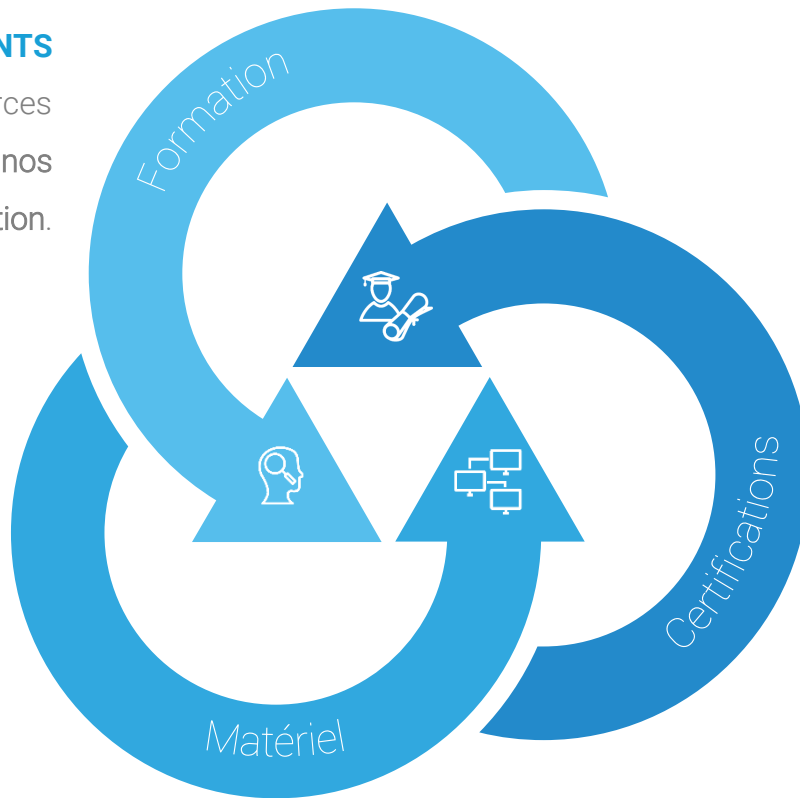 NTS
rces
nos
tion.
Formation
Certifications
Matériel